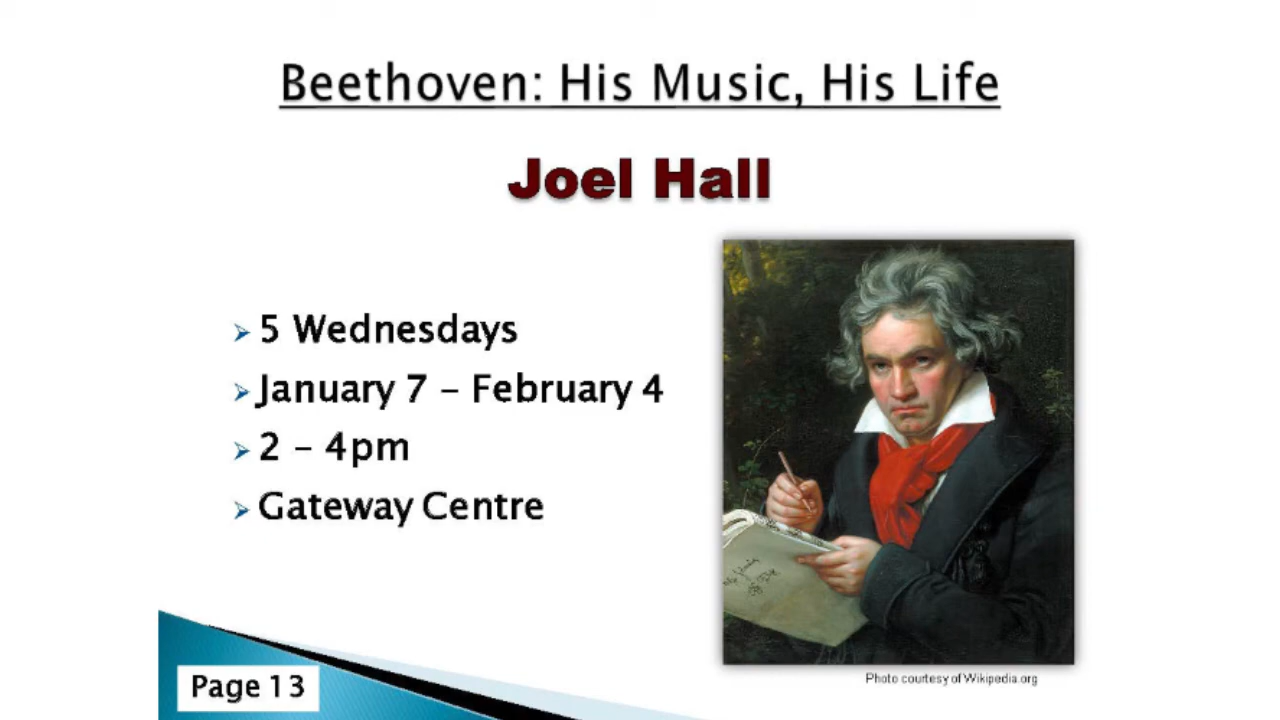 Beethoven: His Music, His Life
Joel Hall
5 Wednesdays
January 7 – February 4
2 – 4pm
Gateway Centre
Photo courtesy of Wikipedia.org
Page 13